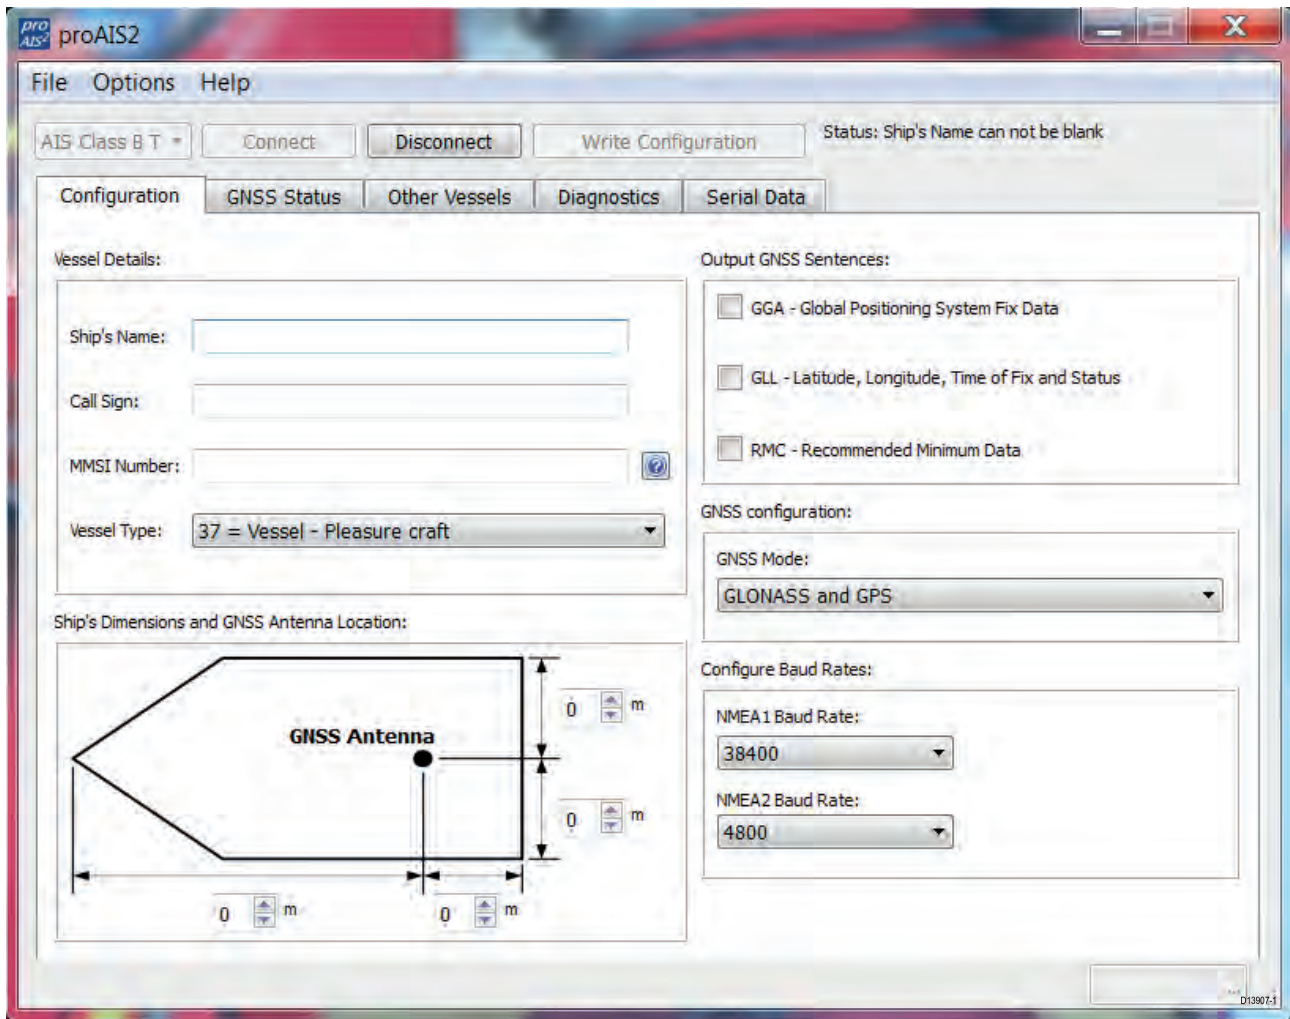 pro
AIS²
proAIS2
File Options Help
AIS Class B T Connect Disconnect Write Configuration Status: Ship's Name can not be blank
Configuration GNSS Status Other Vessels Diagnostics Serial Data
Vessel Details:
Ship's Name:
Call Sign:
MMSI Number:
Vessel Type: 37 = Vessel - Pleasure craft
Ship's Dimensions and GNSS Antenna Location:
GNSS Antenna
0 m
0 m
0 m 0 m
Output GNSS Sentences:
GGA - Global Positioning System Fix Data
GLL - Latitude, Longitude, Time of Fix and Status
RMC - Recommended Minimum Data
GNSS configuration:
GNSS Mode:
GLONASS and GPS
Configure Baud Rates:
NMEA1 Baud Rate:
38400
NMEA2 Baud Rate:
4800
D13907-1